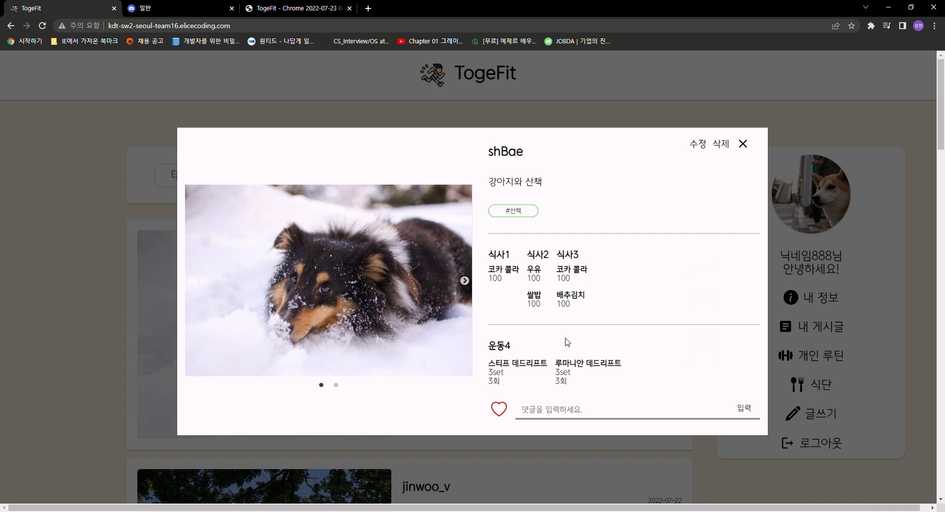 TogeFit
일반
TogeFit - Chrome 2022-07-23
주의 요함
kdt-sw2-seoul-team16.elicecoding.com
시작하기
IE에서 가져온 북마크
채용 공고
개발자를 위한 비밀...
원티드 - 나답게 일...
CS_Interview/OS at...
Chapter 01 그레이...
[무료] 예제로 배우...
JOBDA | 기업의 진...
TogeFit
수정 삭제
shBae
강아지와 산책
#산책
식사1 식사2 식사3
코카 콜라 우유 코카 콜라
100 100 100
쌀밥 배추김치
100 100
운동4
스티프 데드리프트 루마니안 데드리프트
3set 3set
3회 3회
댓글을 입력하세요.
입력
닉네임888님
안녕하세요!
내 정보
내 게시글
개인 루틴
식단
글쓰기
로그아웃
jinwoo_v
2022-07-22